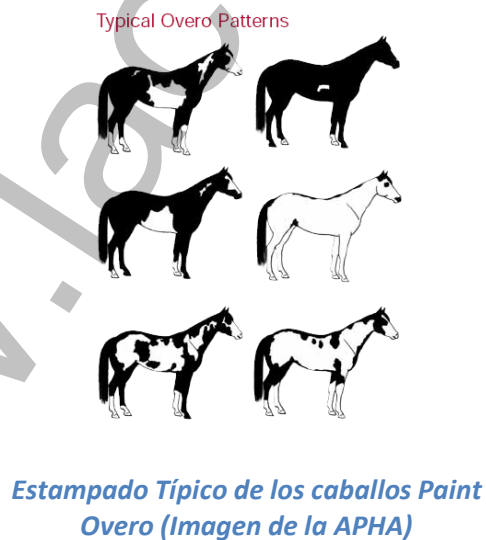 Typical Overo Patterns
Estampado Típico de los caballos Paint
Overo (Imagen de la APHA)